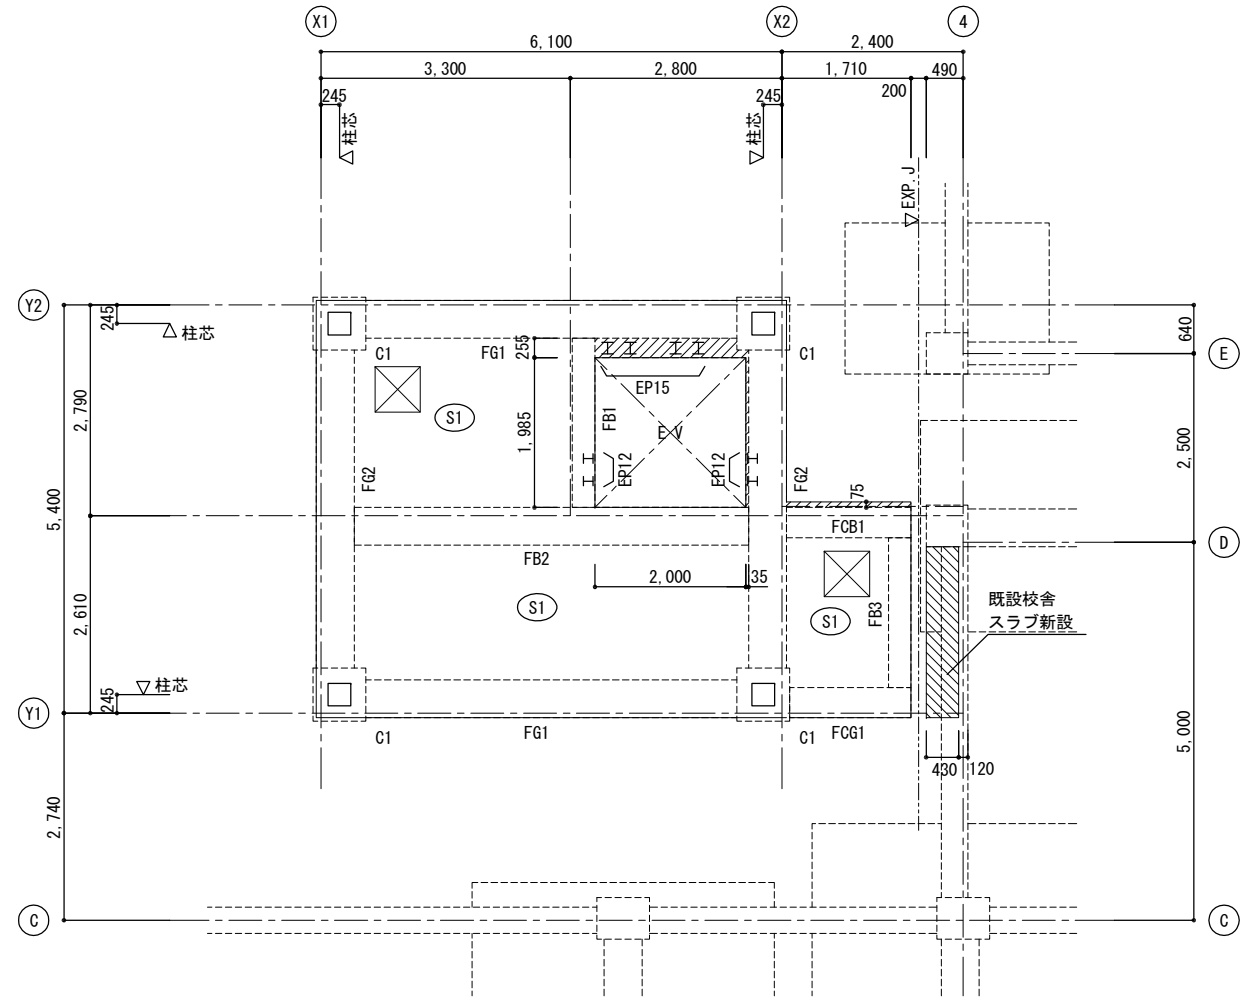 X1
X2
4
6,100
2,400
3,300
2,800
1,710
490
245
245
200
柱芯
柱芯
EXP.J
Y2
245
柱芯
640
E
C1
FG1
255
C1
EP15
2,790
S1
1,985
FB1
EV
2,500
FG2
EP12
EP12
FG2
75
5,400
FCB1
D
FB2
2,000
35
2,610
S1
S1
FB3
既設校舎
スラブ新設
柱芯
245
Y1
C1
FG1
C1
FCG1
5,000
430
120
2,740
C
C